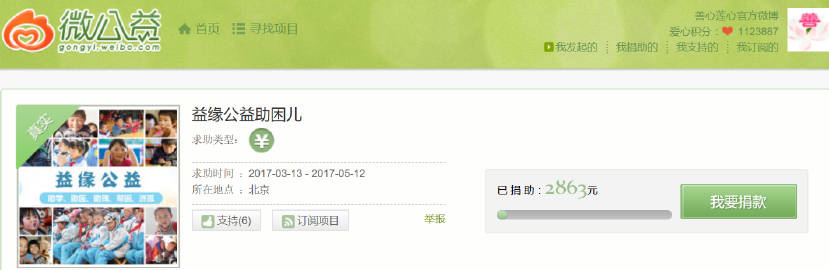 微公益
gongyi.weibo.com
首页 寻找项目
善心莲心官方微博
爱心积分：1123887
我发起的 我捐助的 我支持的 我订阅的
善
真实
益缘公益
助学、助医、助残、帮困、济孤
益缘公益助困儿
求助类型：
¥
求助时间：2017-03-13 - 2017-05-12
所在地点：北京
支持(6) 订阅项目 举报
已捐助：2863元
我要捐款